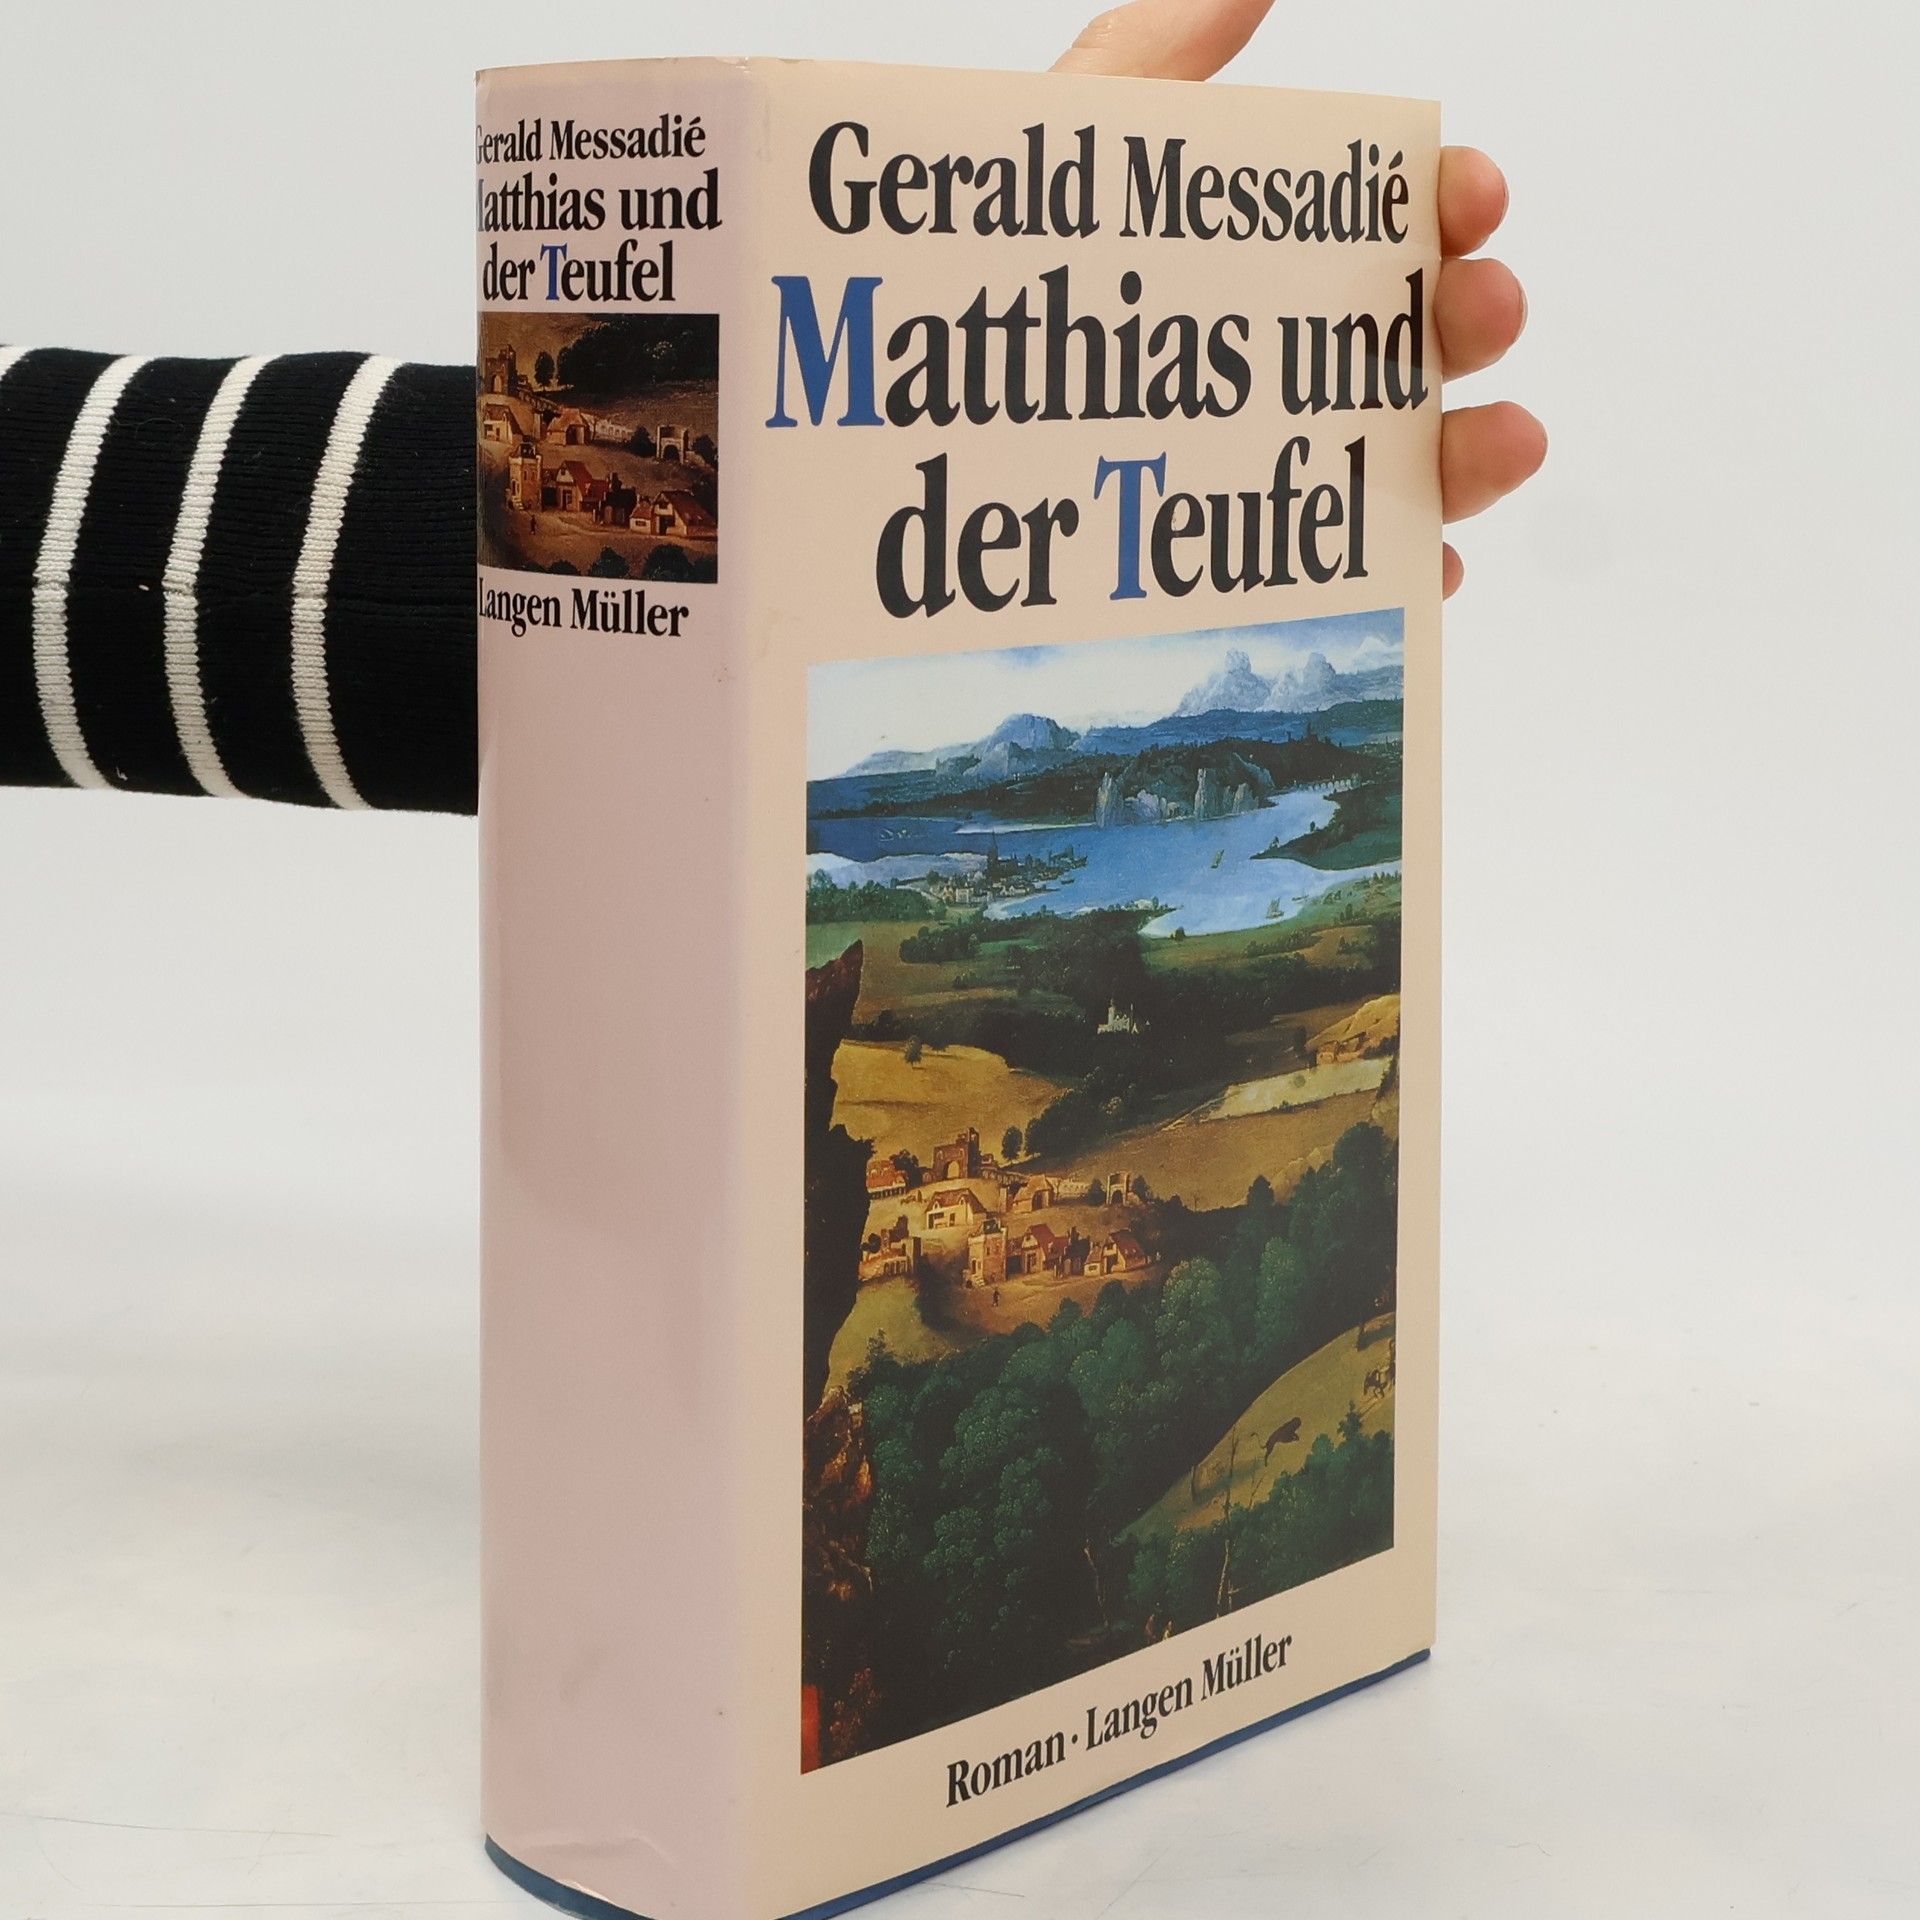 Gerald Messadié
Matthias und
der Teufel
Langen Müller
Gerald Messadié
Matthias und
der Teufel
Roman · Langen Müller